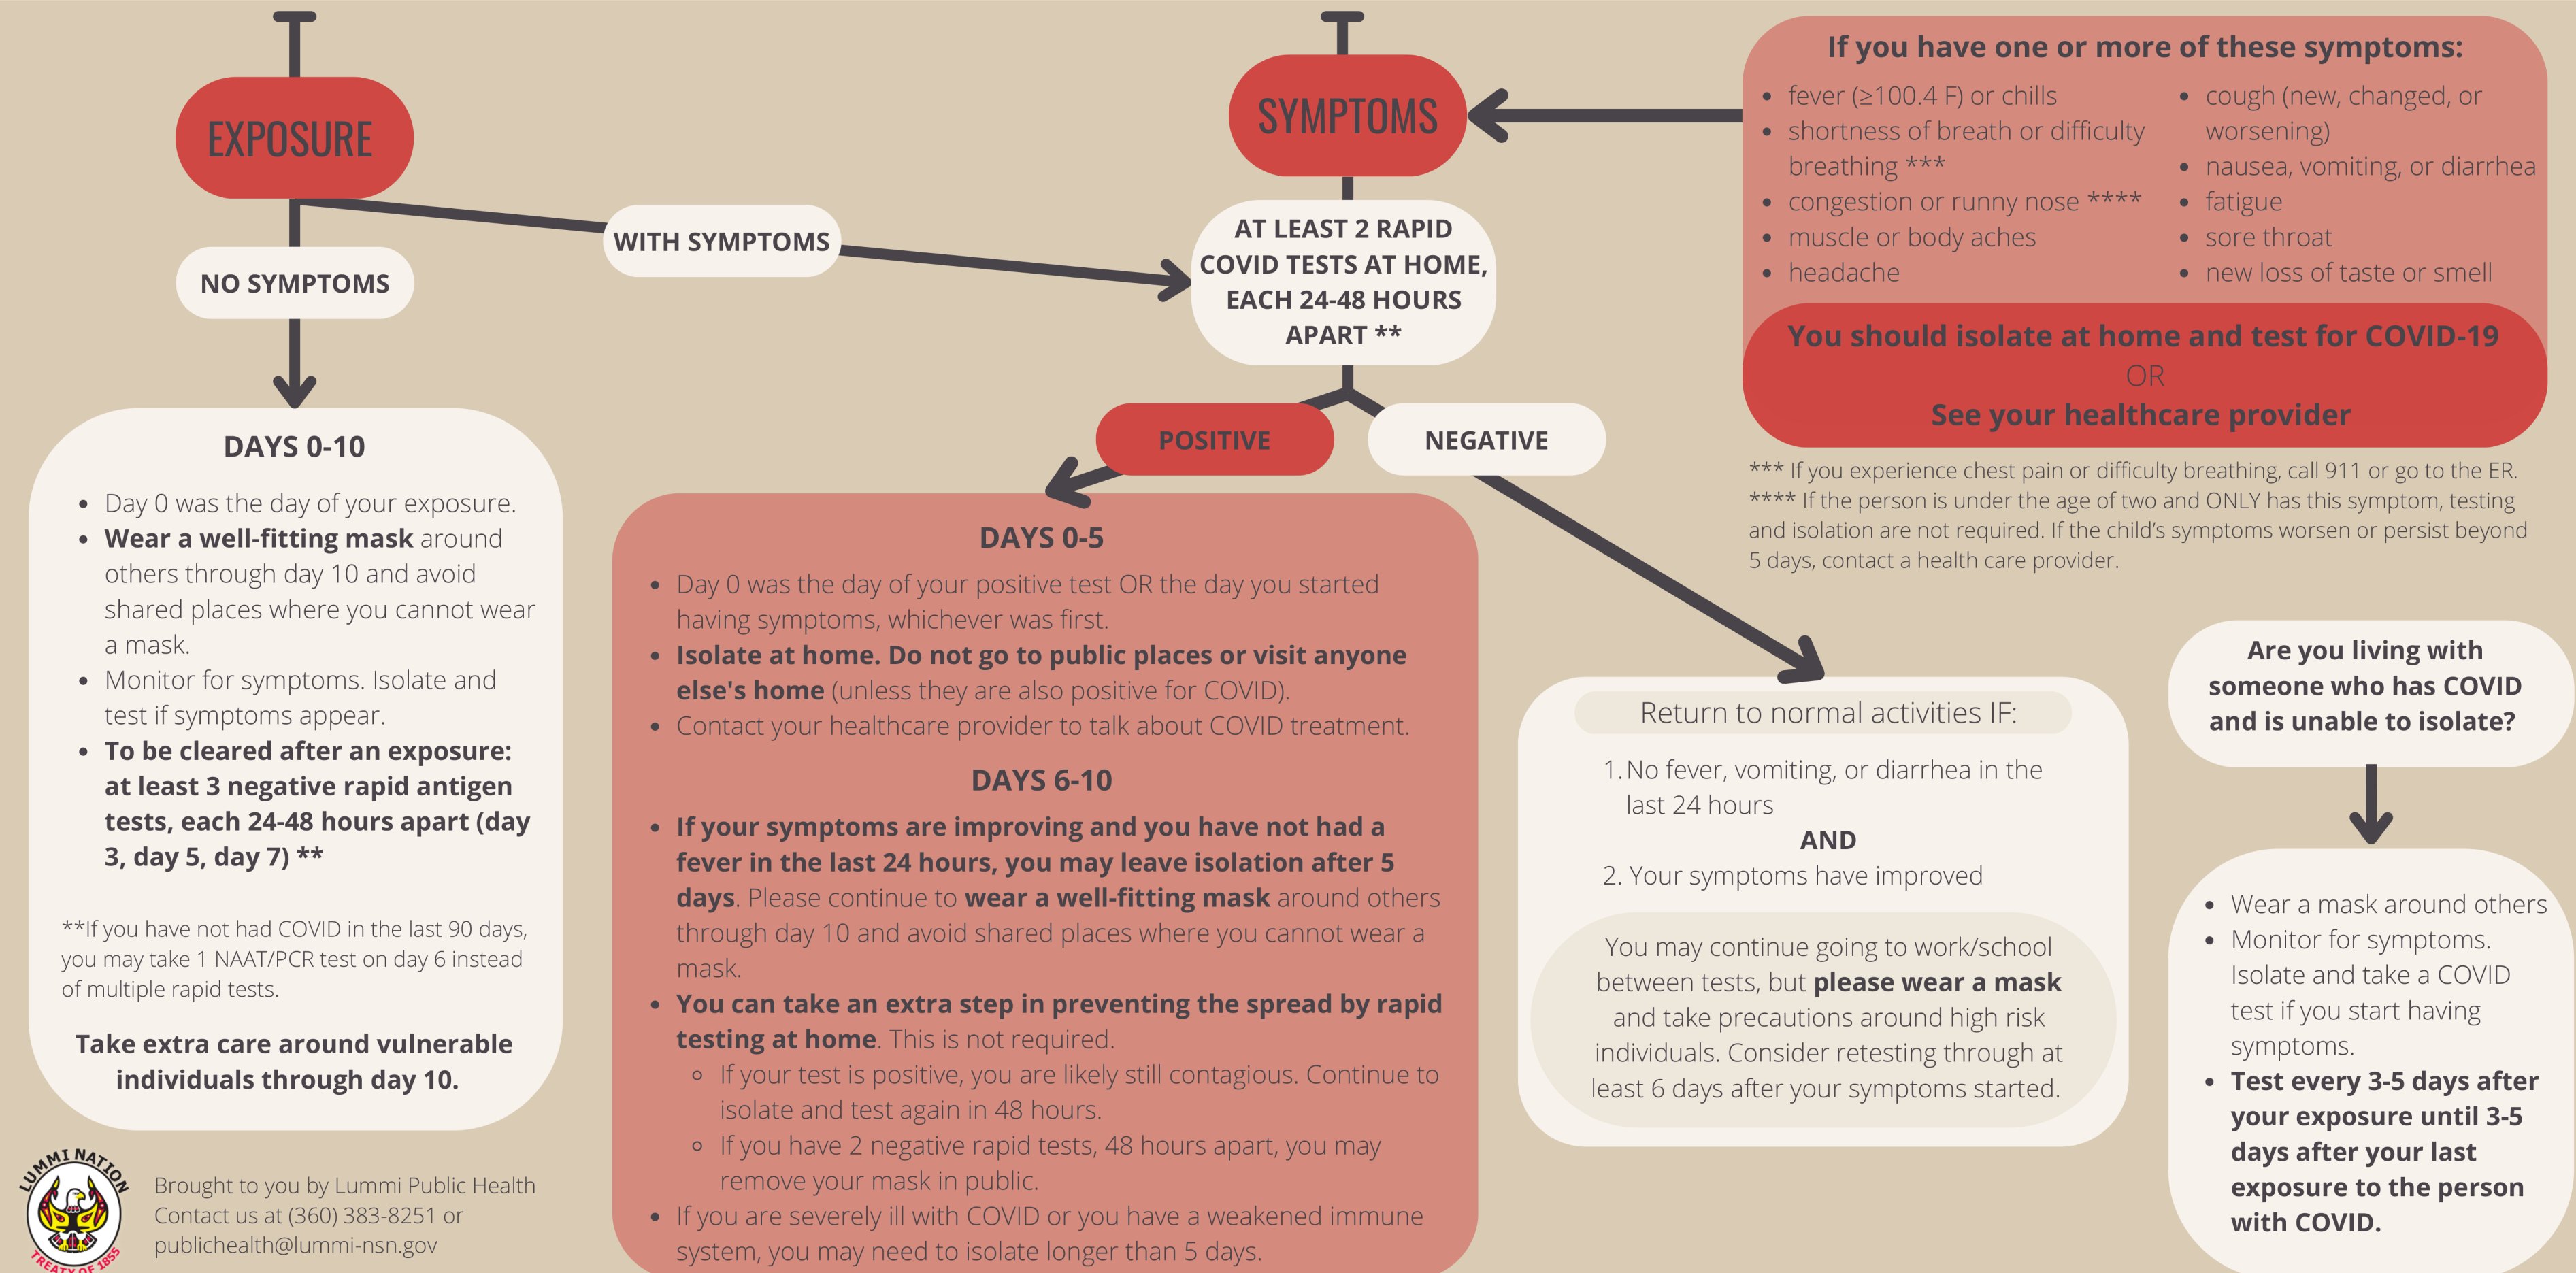 EXPOSURE
NO SYMPTOMS
WITH SYMPTOMS
DAYS 0-10
• Day 0 was the day of your exposure.
• Wear a well-fitting mask around
others through day 10 and avoid
shared places where you cannot wear
a mask.
• Monitor for symptoms. Isolate and
test if symptoms appear.
• To be cleared after an exposure:
at least 3 negative rapid antigen
tests, each 24-48 hours apart (day
3, day 5, day 7) **
**If you have not had COVID in the last 90 days,
you may take 1 NAAT/PCR test on day 6 instead
of multiple rapid tests.
Take extra care around vulnerable
individuals through day 10.
LUMMI NATION
TREATY OF 1855
Brought to you by Lummi Public Health
Contact us at (360) 383-8251 or
publichealth@lummi-nsn.gov
SYMPTOMS
AT LEAST 2 RAPID
COVID TESTS AT HOME,
EACH 24-48 HOURS
APART **
POSITIVE
NEGATIVE
DAYS 0-5
• Day 0 was the day of your positive test OR the day you started
having symptoms, whichever was first.
• Isolate at home. Do not go to public places or visit anyone
else's home (unless they are also positive for COVID).
• Contact your healthcare provider to talk about COVID treatment.
DAYS 6-10
• If your symptoms are improving and you have not had a
fever in the last 24 hours, you may leave isolation after 5
days. Please continue to wear a well-fitting mask around others
through day 10 and avoid shared places where you cannot wear a
mask.
• You can take an extra step in preventing the spread by rapid
testing at home. This is not required.
◦ If your test is positive, you are likely still contagious. Continue to
isolate and test again in 48 hours.
◦ If you have 2 negative rapid tests, 48 hours apart, you may
remove your mask in public.
• If you are severely ill with COVID or you have a weakened immune
system, you may need to isolate longer than 5 days.
If you have one or more of these symptoms:
• fever (≥100.4 F) or chills
• shortness of breath or difficulty
breathing ***
• congestion or runny nose ****
• muscle or body aches
• headache
• cough (new, changed, or
worsening)
• nausea, vomiting, or diarrhea
• fatigue
• sore throat
• new loss of taste or smell
You should isolate at home and test for COVID-19
OR
See your healthcare provider
*** If you experience chest pain or difficulty breathing, call 911 or go to the ER.
**** If the person is under the age of two and ONLY has this symptom, testing
and isolation are not required. If the child’s symptoms worsen or persist beyond
5 days, contact a health care provider.
Return to normal activities IF:
1. No fever, vomiting, or diarrhea in the
last 24 hours
AND
2. Your symptoms have improved
You may continue going to work/school
between tests, but please wear a mask
and take precautions around high risk
individuals. Consider retesting through at
least 6 days after your symptoms started.
Are you living with
someone who has COVID
and is unable to isolate?
• Wear a mask around others
• Monitor for symptoms.
Isolate and take a COVID
test if you start having
symptoms.
• Test every 3-5 days after
your exposure until 3-5
days after your last
exposure to the person
with COVID.